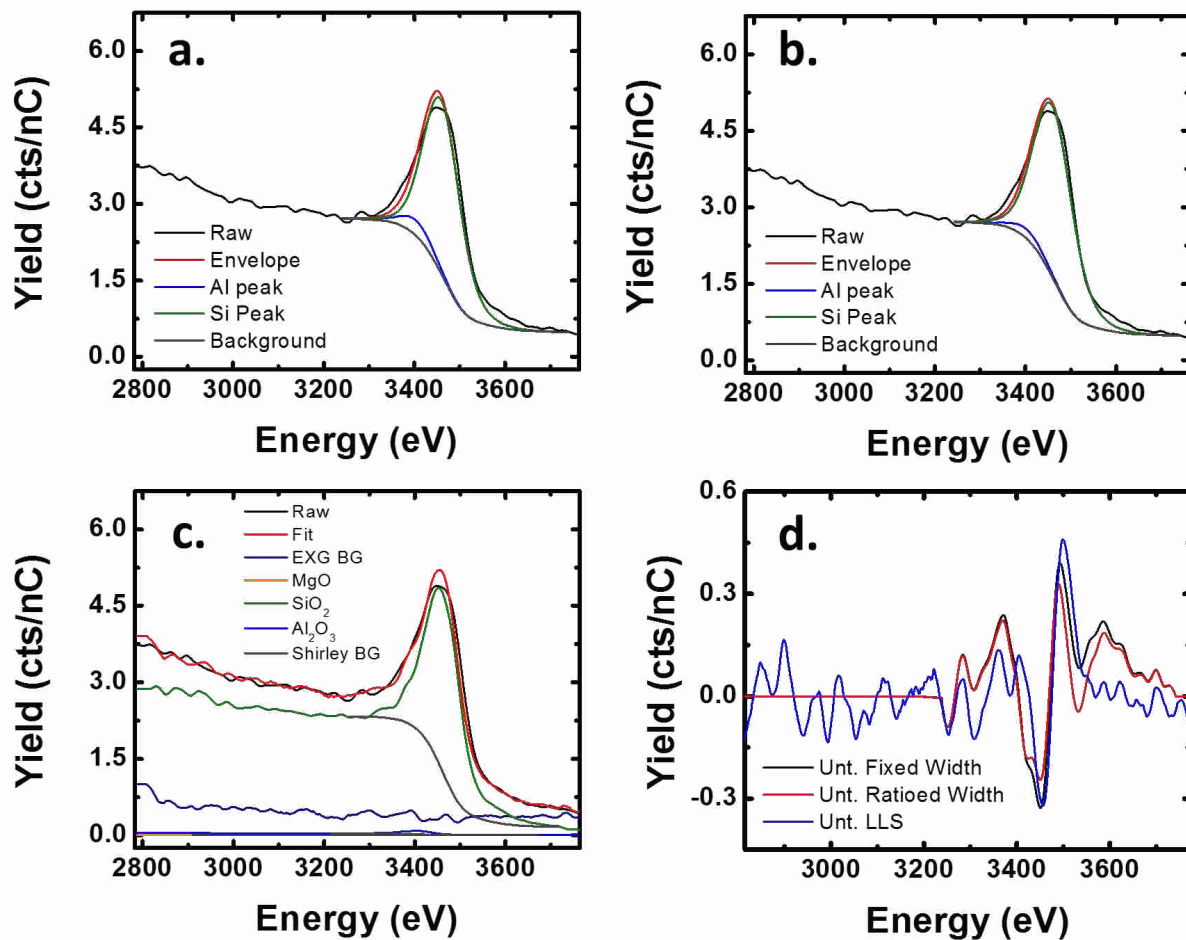 a.
6.0
4.5
3.0
1.5
0.0
Yield (cts/nC)
Raw
Envelope
Al peak
Si Peak
Background
2800 3000 3200 3400 3600
Energy (eV)
b.
6.0
4.5
3.0
1.5
0.0
Yield (cts/nC)
Raw
Envelope
Al peak
Si Peak
Background
2800 3000 3200 3400 3600
Energy (eV)
c.
6.0
4.5
3.0
1.5
0.0
Yield (cts/nC)
Raw
Fit
EXG BG
MgO
SiO₂
Al₂O₃
Shirley BG
2800 3000 3200 3400 3600
Energy (eV)
d.
0.6
0.3
0.0
-0.3
Yield (cts/nC)
Unt. Fixed Width
Unt. Ratioed Width
Unt. LLS
3000 3200 3400 3600
Energy (eV)